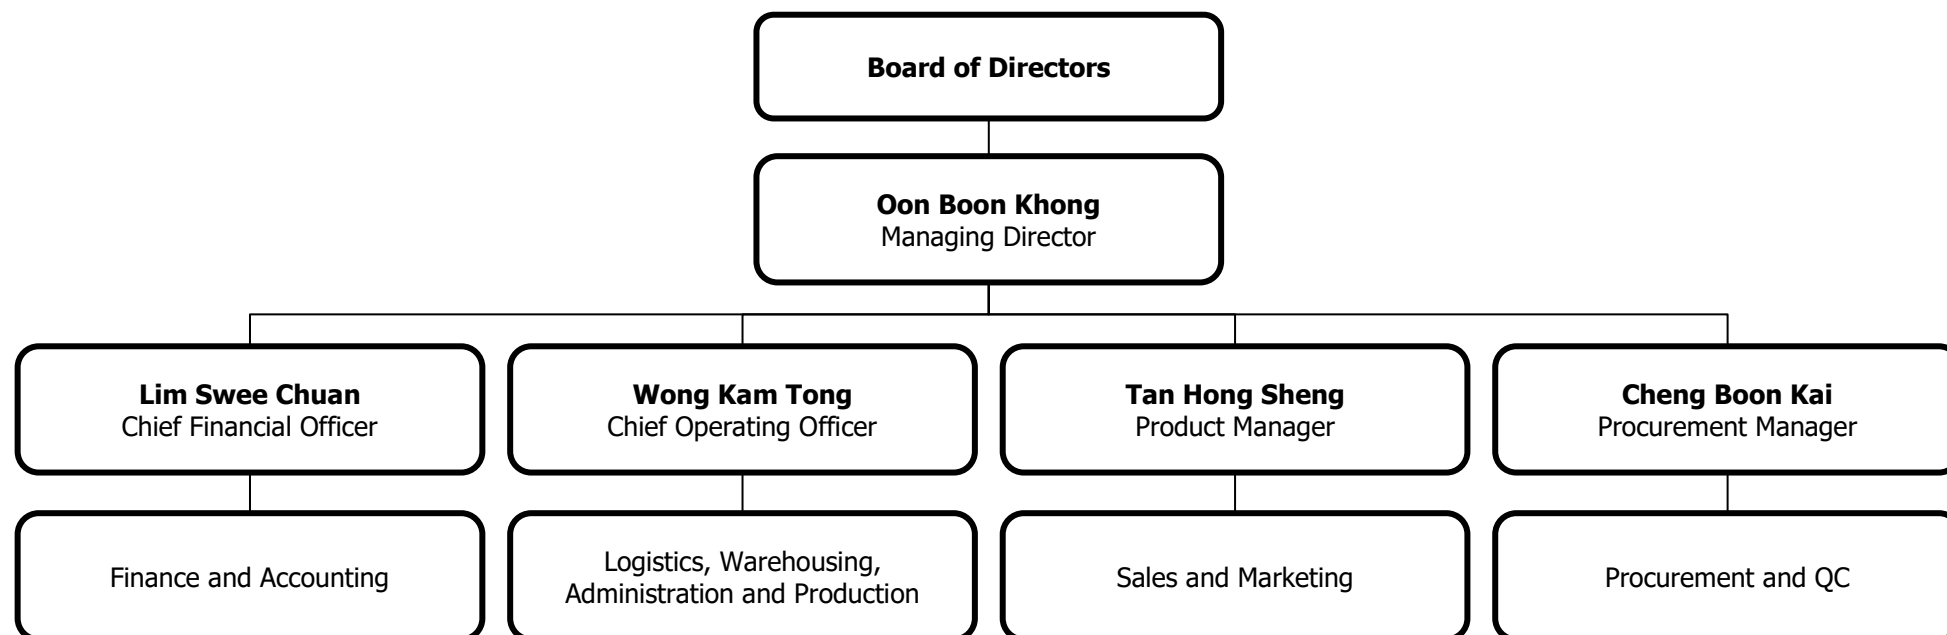 Board of Directors
Oon Boon Khong
Managing Director
Lim Swee Chuan
Chief Financial Officer
Wong Kam Tong
Chief Operating Officer
Tan Hong Sheng
Product Manager
Cheng Boon Kai
Procurement Manager
Finance and Accounting
Logistics, Warehousing,
Administration and Production
Sales and Marketing
Procurement and QC